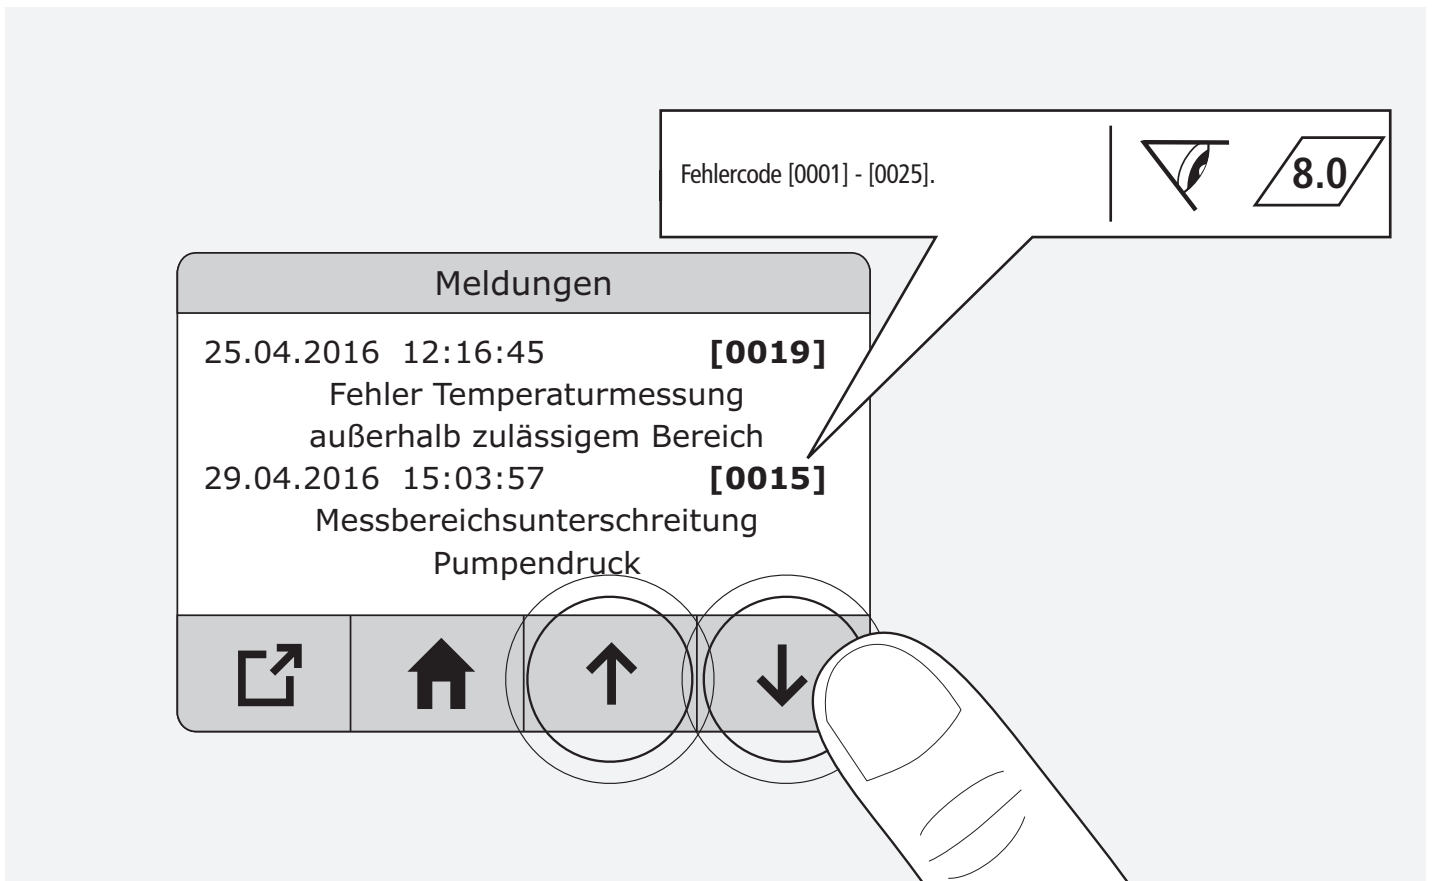 Fehlercode [0001] - [0025].
8.0
Meldungen
25.04.2016 12:16:45 [0019]
Fehler Temperaturmessung
außerhalb zulässigem Bereich
29.04.2016 15:03:57 [0015]
Messbereichsunterschreitung
Pumpendruck